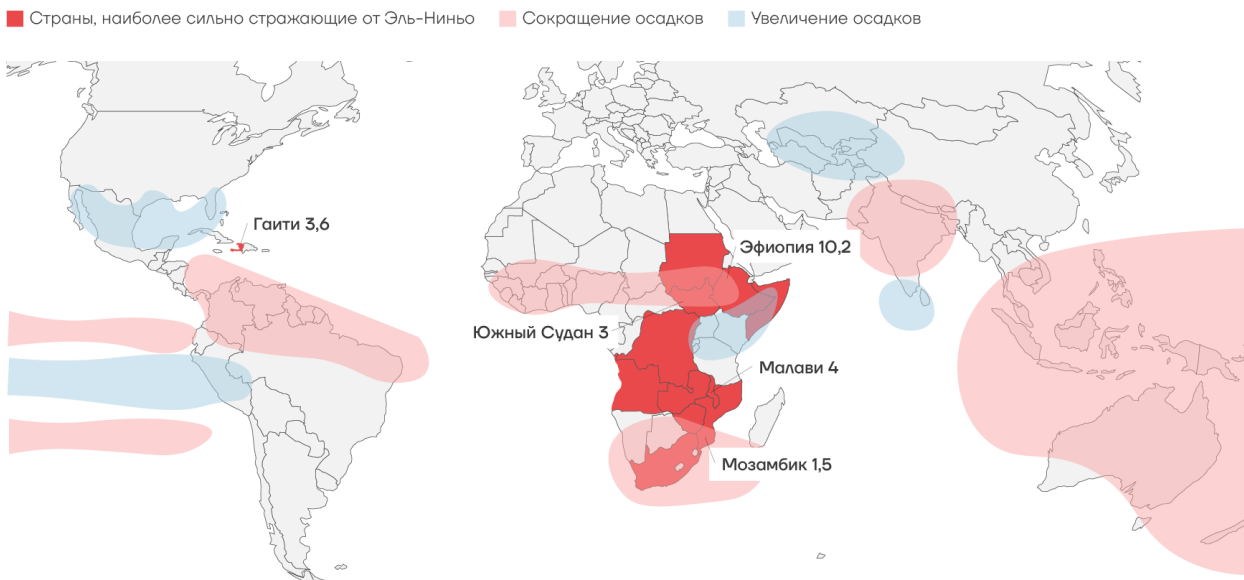 Страны, наиболее сильно стражающие от Эль-Ниньо
Сокращение осадков
Увеличение осадков
Гаити 3,6
Эфиопия 10,2
Южный Судан 3
Малави 4
Мозамбик 1,5